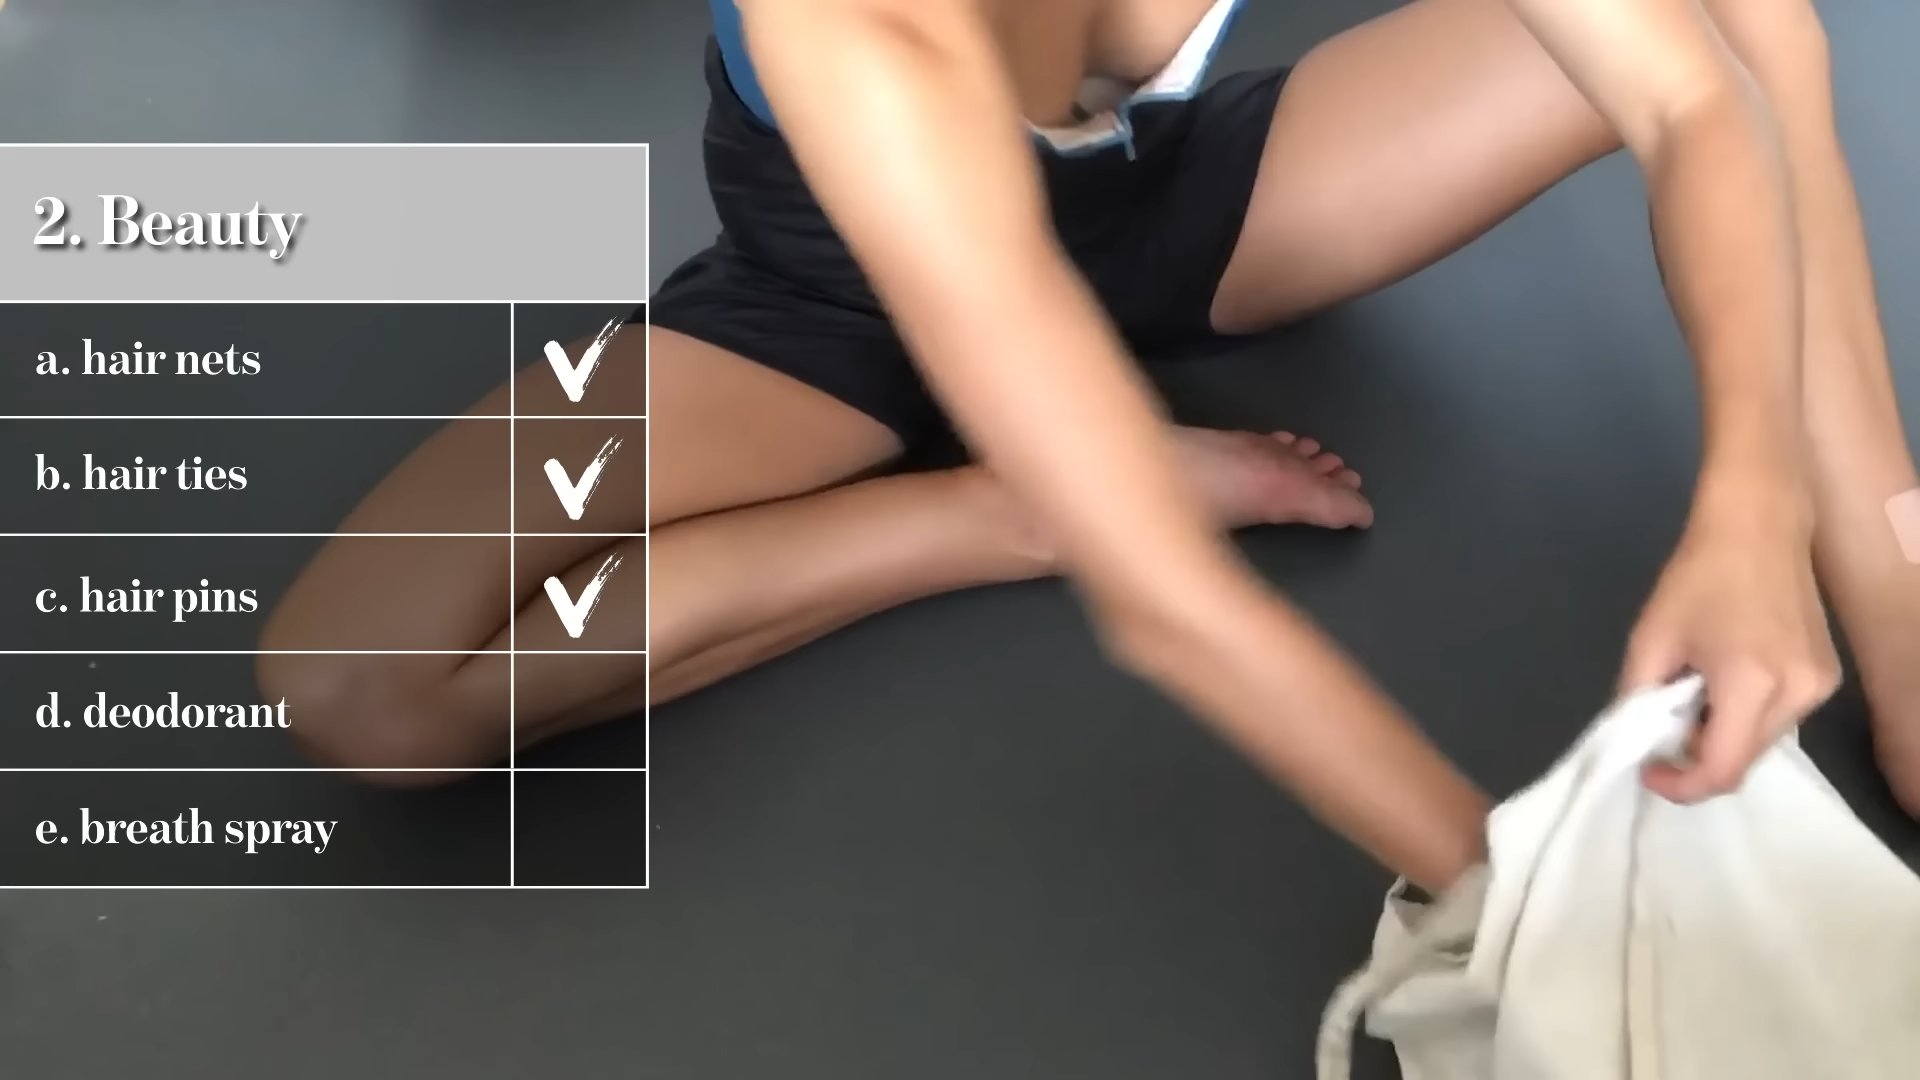 2. Beauty
a. hair nets
b. hair ties
c. hair pins
d. deodorant
e. breath spray